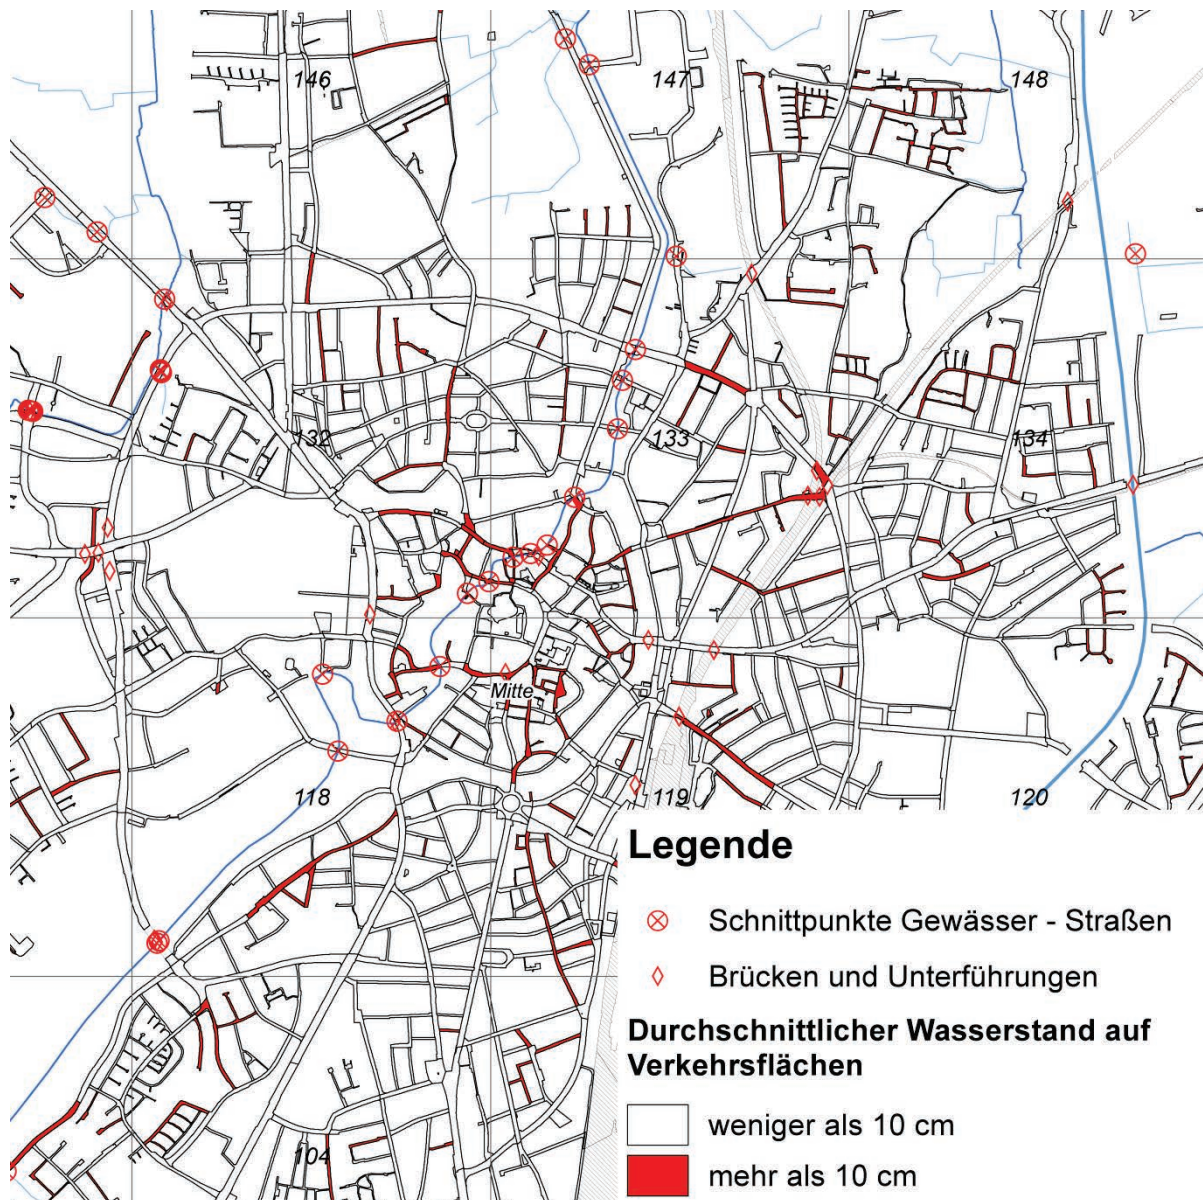 146
147
148
132
133
134
Mitte
118
119
120
Legende
Schnittpunkte Gewässer - Straßen
Brücken und Unterführungen
Durchschnittlicher Wasserstand auf
Verkehrsflächen
weniger als 10 cm
mehr als 10 cm
104